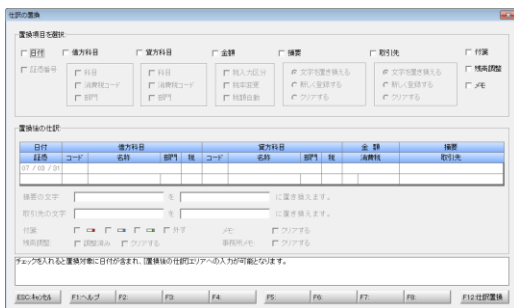 仕訳の置換
置換項目を選択
日付 借方科目 貸方科目 金額 摘要 取引先 付箋
証憑番号 科目 科目 税入力区分 文字を置き換える 文字を置き換える 残高調整
消費税コード 消費税コード 税率変更 新しく登録する 新しく登録する メモ
部門 部門 税額自動 クリアする クリアする
置換後の仕訳
日付 借方科目 貸方科目 金 額 摘要
証憑 コード 名称 部門 税 コード 名称 部門 税 消費税 取引先
07 / 03 / 31
摘要の文字 を に置き換えます。
取引先の文字 を に置き換えます。
付箋 外す メモ クリアする
残高調整 調整済み クリアする 事務所メモ クリアする
チェックを入れると置換対象に日付が含まれ、[置換後の仕訳]エリアへの入力が可能となります。
ESC:キャンセル F1:ヘルプ F2: F3: F4: F5: F6: F7: F8: F12:仕訳置換